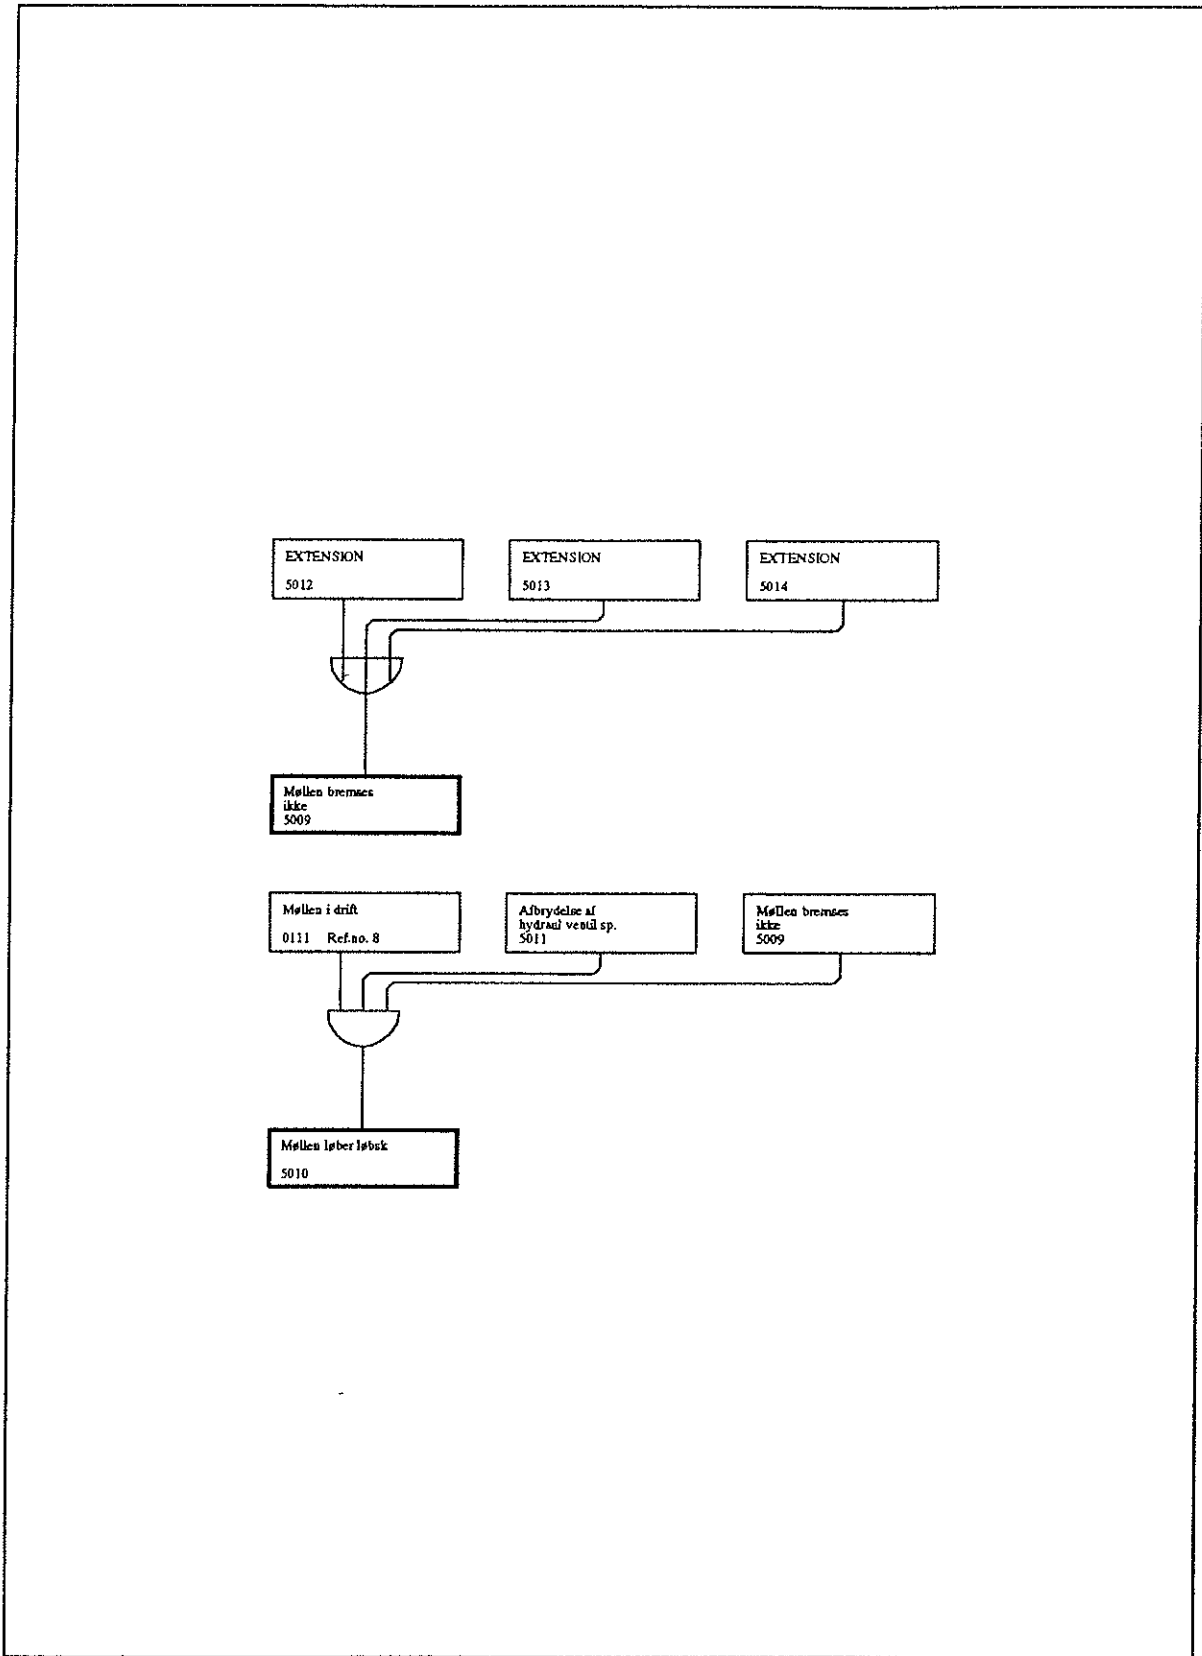 EXTENSION
5012
EXTENSION
5013
EXTENSION
5014
Møllen bremses
ikke
5009
Møllen i drift
0111 Ref.no. 8
Afbrydelse af
hydraul ventil sp.
5011
Møllen bremses
ikke
5009
Møllen løber løbsk
5010